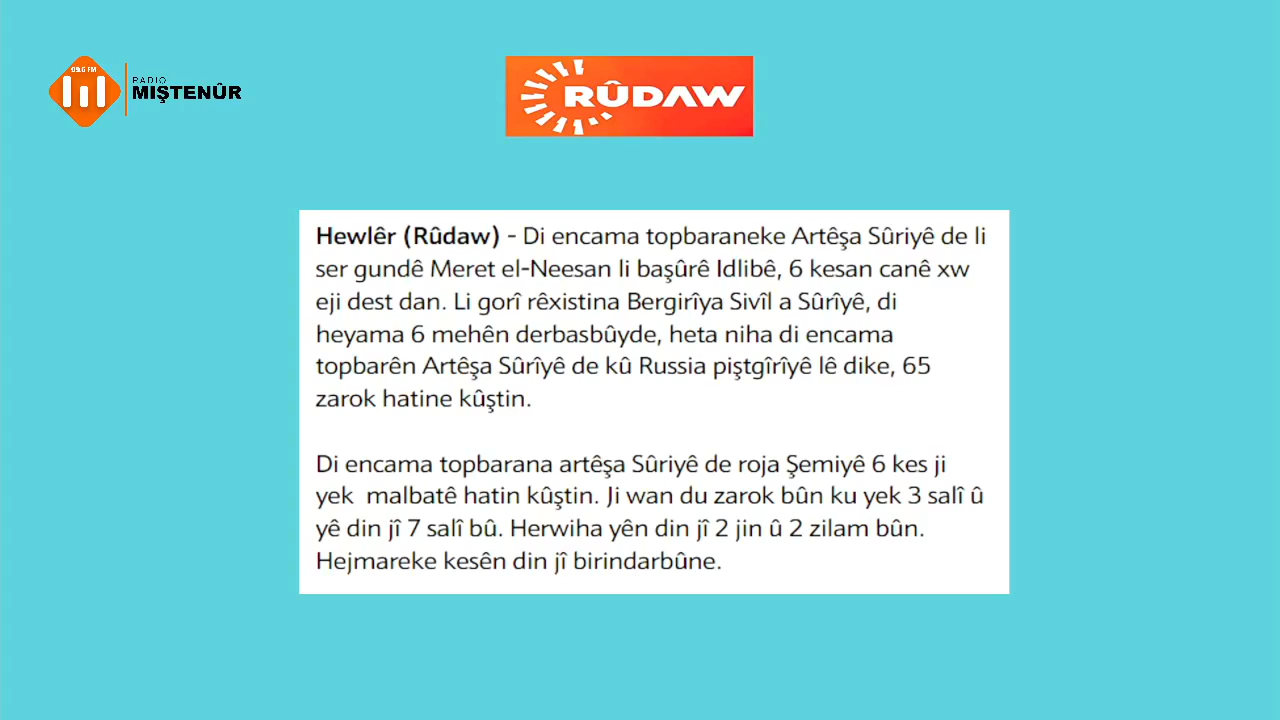 99.6 FM
RADIO
MIŞTENÛR
RÛDAW
Hewlêr (Rûdaw) - Di encama topbaraneke Artêşa Sûriyê de li
ser gundê Meret el-Neesan li başûrê Idlibê, 6 kesan canê xw
eji dest dan. Li gorî rêxistina Bergirîya Sivîl a Sûrîyê, di
heyama 6 mehên derbasbûyde, heta niha di encama
topbarên Artêşa Sûrîyê de kû Russia piştgîrîyê lê dike, 65
zarok hatine kûştin.
Di encama topbarana artêşa Sûriyê de roja Şemiyê 6 kes ji
yek malbatê hatin kûştin. Ji wan du zarok bûn ku yek 3 salî û
yê din jî 7 salî bû. Herwiha yên din jî 2 jin û 2 zilam bûn.
Hejmareke kesên din jî birindarbûne.